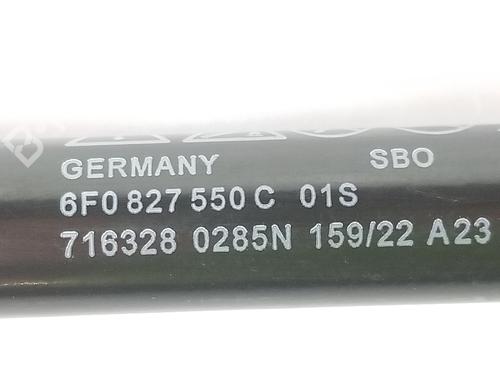 GERMANY SBO
6F0 827 550 C 01S
716328 0285N 159/22 A23